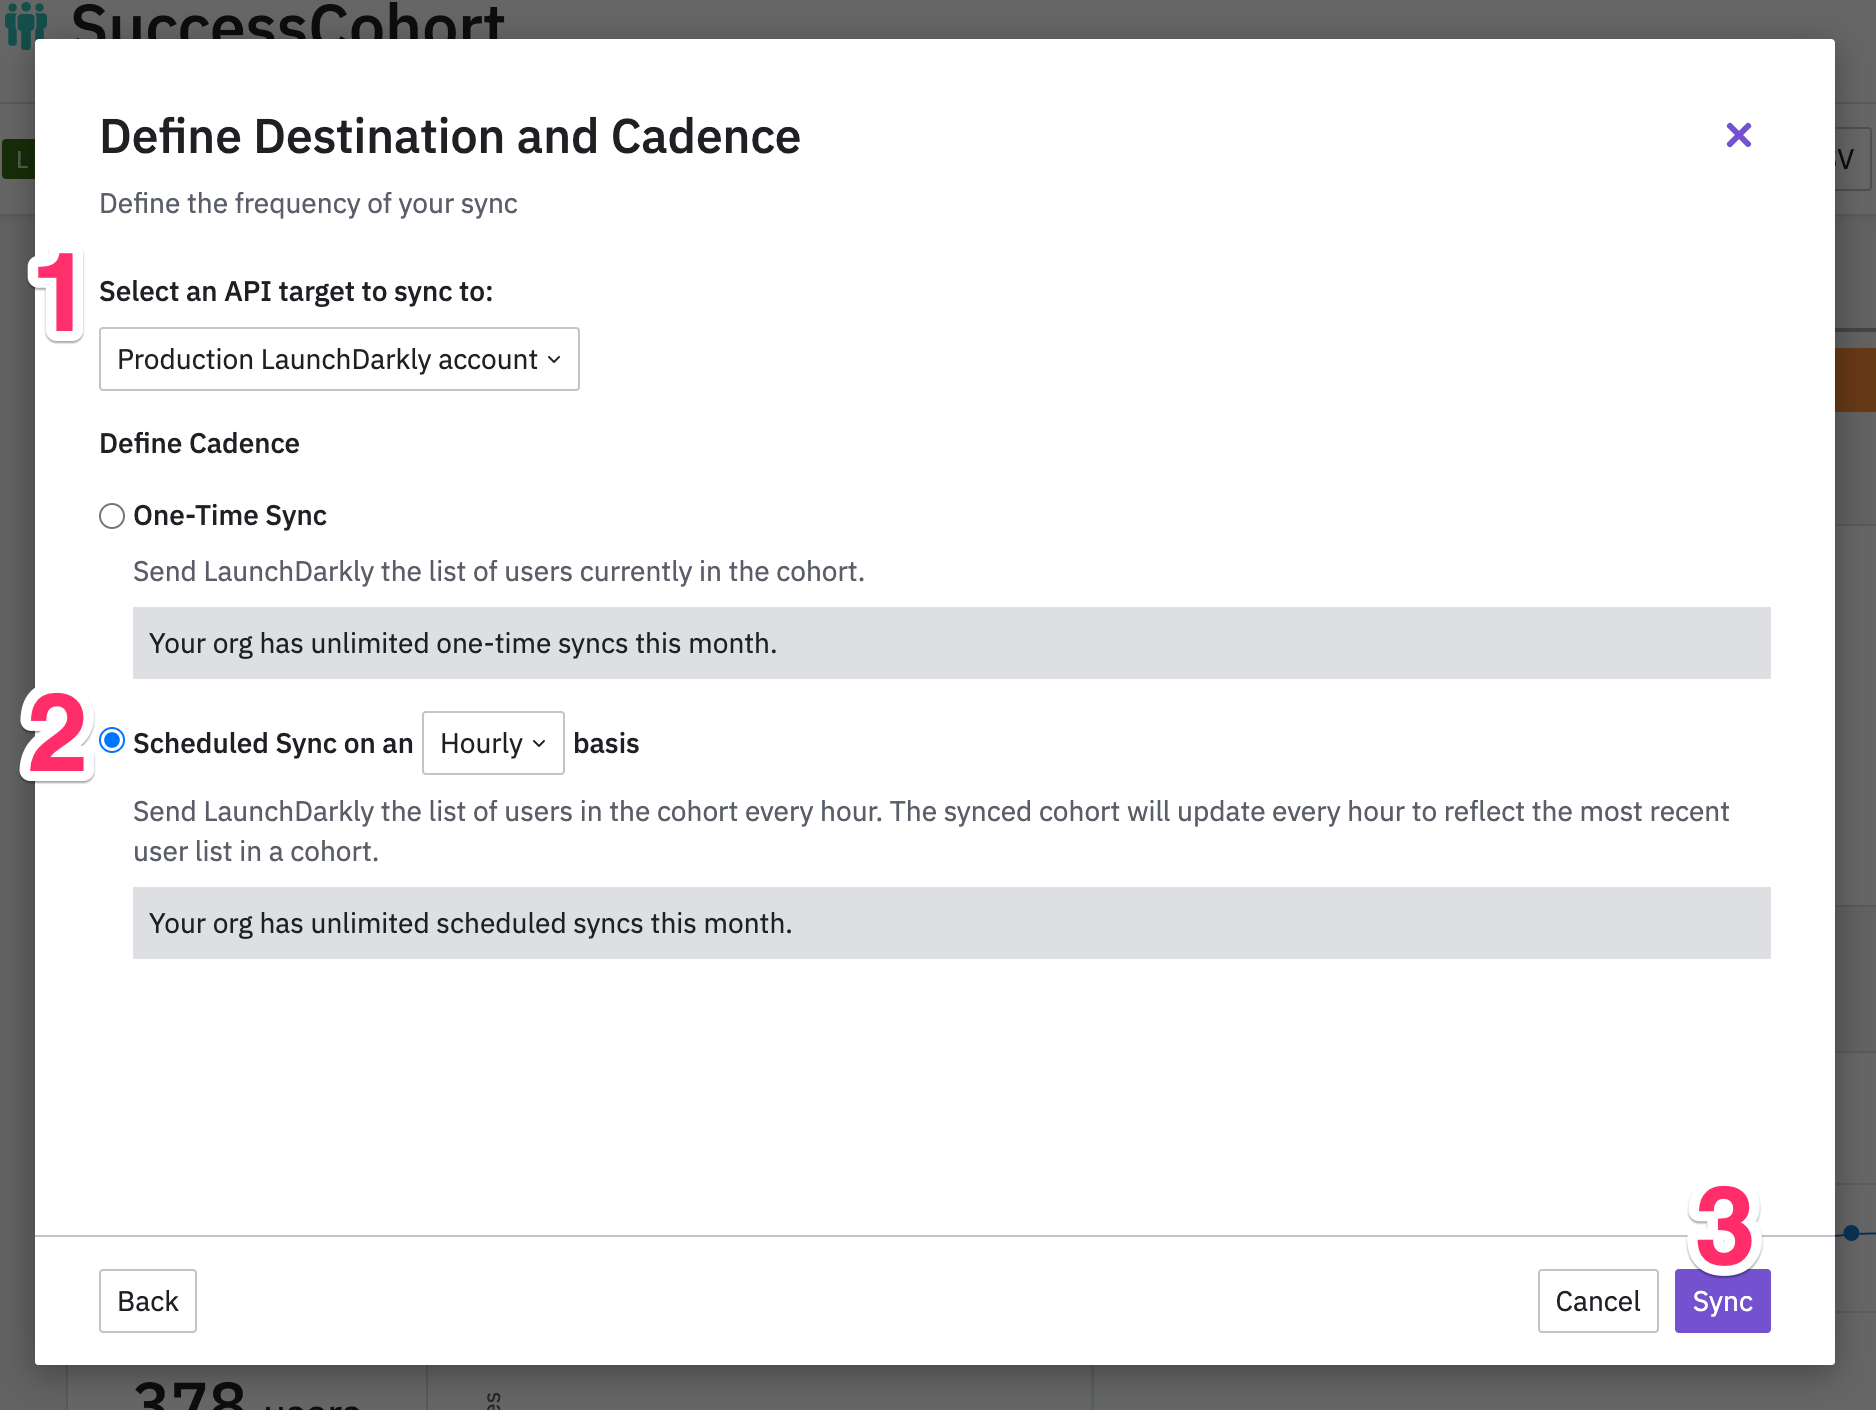 SuccessCohort
L
Define Destination and Cadence
V
Define the frequency of your sync
1
Select an API target to sync to:
Production LaunchDarkly account
Define Cadence
One-Time Sync
Send LaunchDarkly the list of users currently in the cohort.
Your org has unlimited one-time syncs this month.
2
Scheduled Sync on an Hourly basis
Send LaunchDarkly the list of users in the cohort every hour. The synced cohort will update every hour to reflect the most recent
user list in a cohort.
Your org has unlimited scheduled syncs this month.
3
Back
Cancel
Sync
378 users